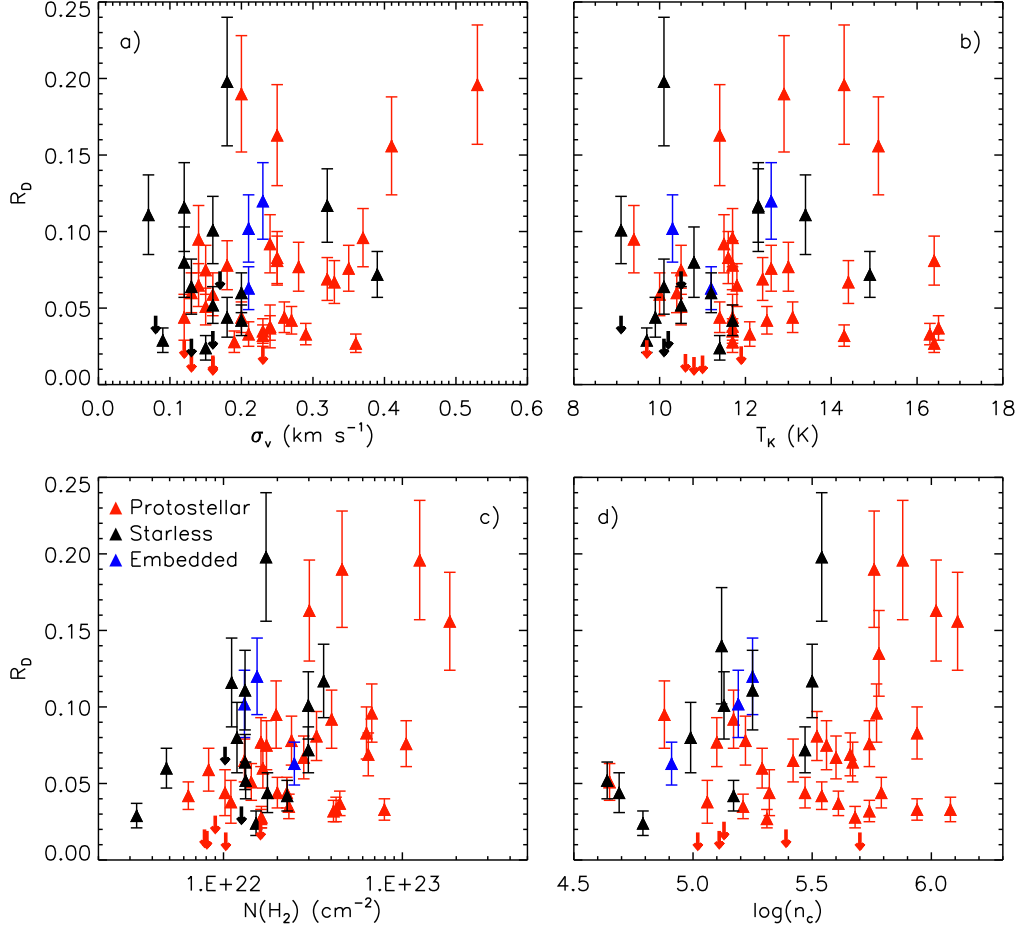 0.25
0.20
0.15
0.10
0.05
0.00
R_D
a)
0.0 0.1 0.2 0.3 0.4 0.5 0.6
σ_v (km s⁻¹)
b)
8 10 12 14 16 18
T_K (K)
0.25
0.20
0.15
0.10
0.05
0.00
R_D
Protostellar
Starless
Embedded
c)
1.E+22 1.E+23
N(H₂) (cm⁻²)
d)
4.5 5.0 5.5 6.0
log(n_c)